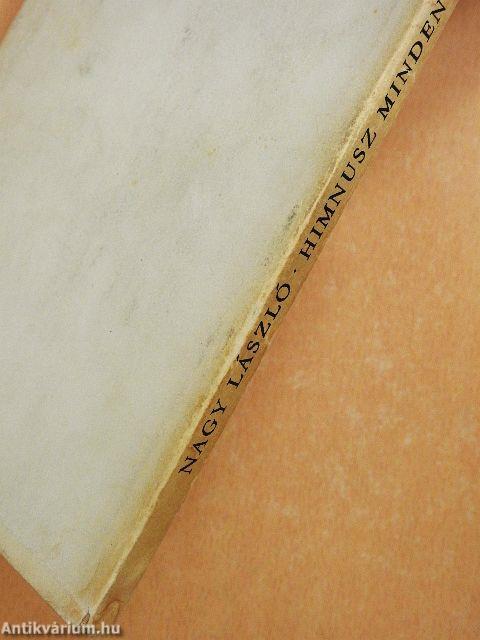 NAGY LÁSZLÓ · HIMNUSZ MINDEN
Antikvárium.hu